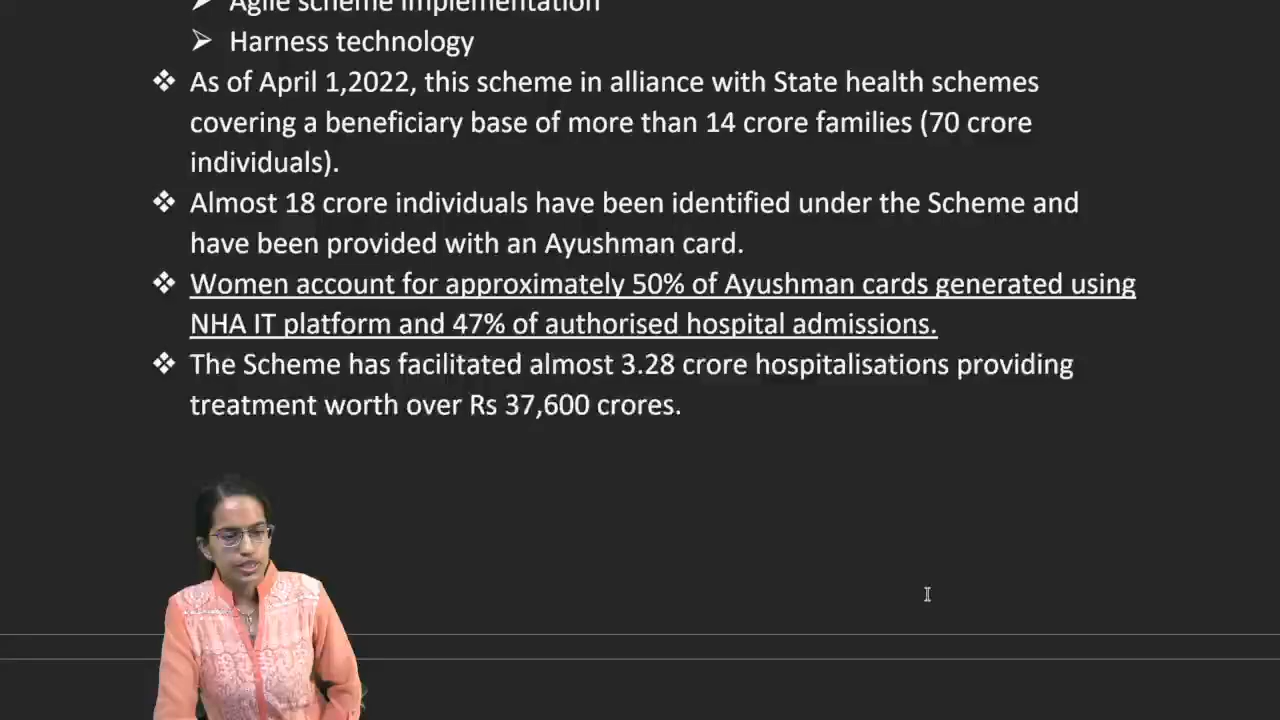 ➢ Agile scheme implementation
➢ Harness technology
❖ As of April 1,2022, this scheme in alliance with State health schemes
covering a beneficiary base of more than 14 crore families (70 crore
individuals).
❖ Almost 18 crore individuals have been identified under the Scheme and
have been provided with an Ayushman card.
❖ Women account for approximately 50% of Ayushman cards generated using
NHA IT platform and 47% of authorised hospital admissions.
❖ The Scheme has facilitated almost 3.28 crore hospitalisations providing
treatment worth over Rs 37,600 crores.